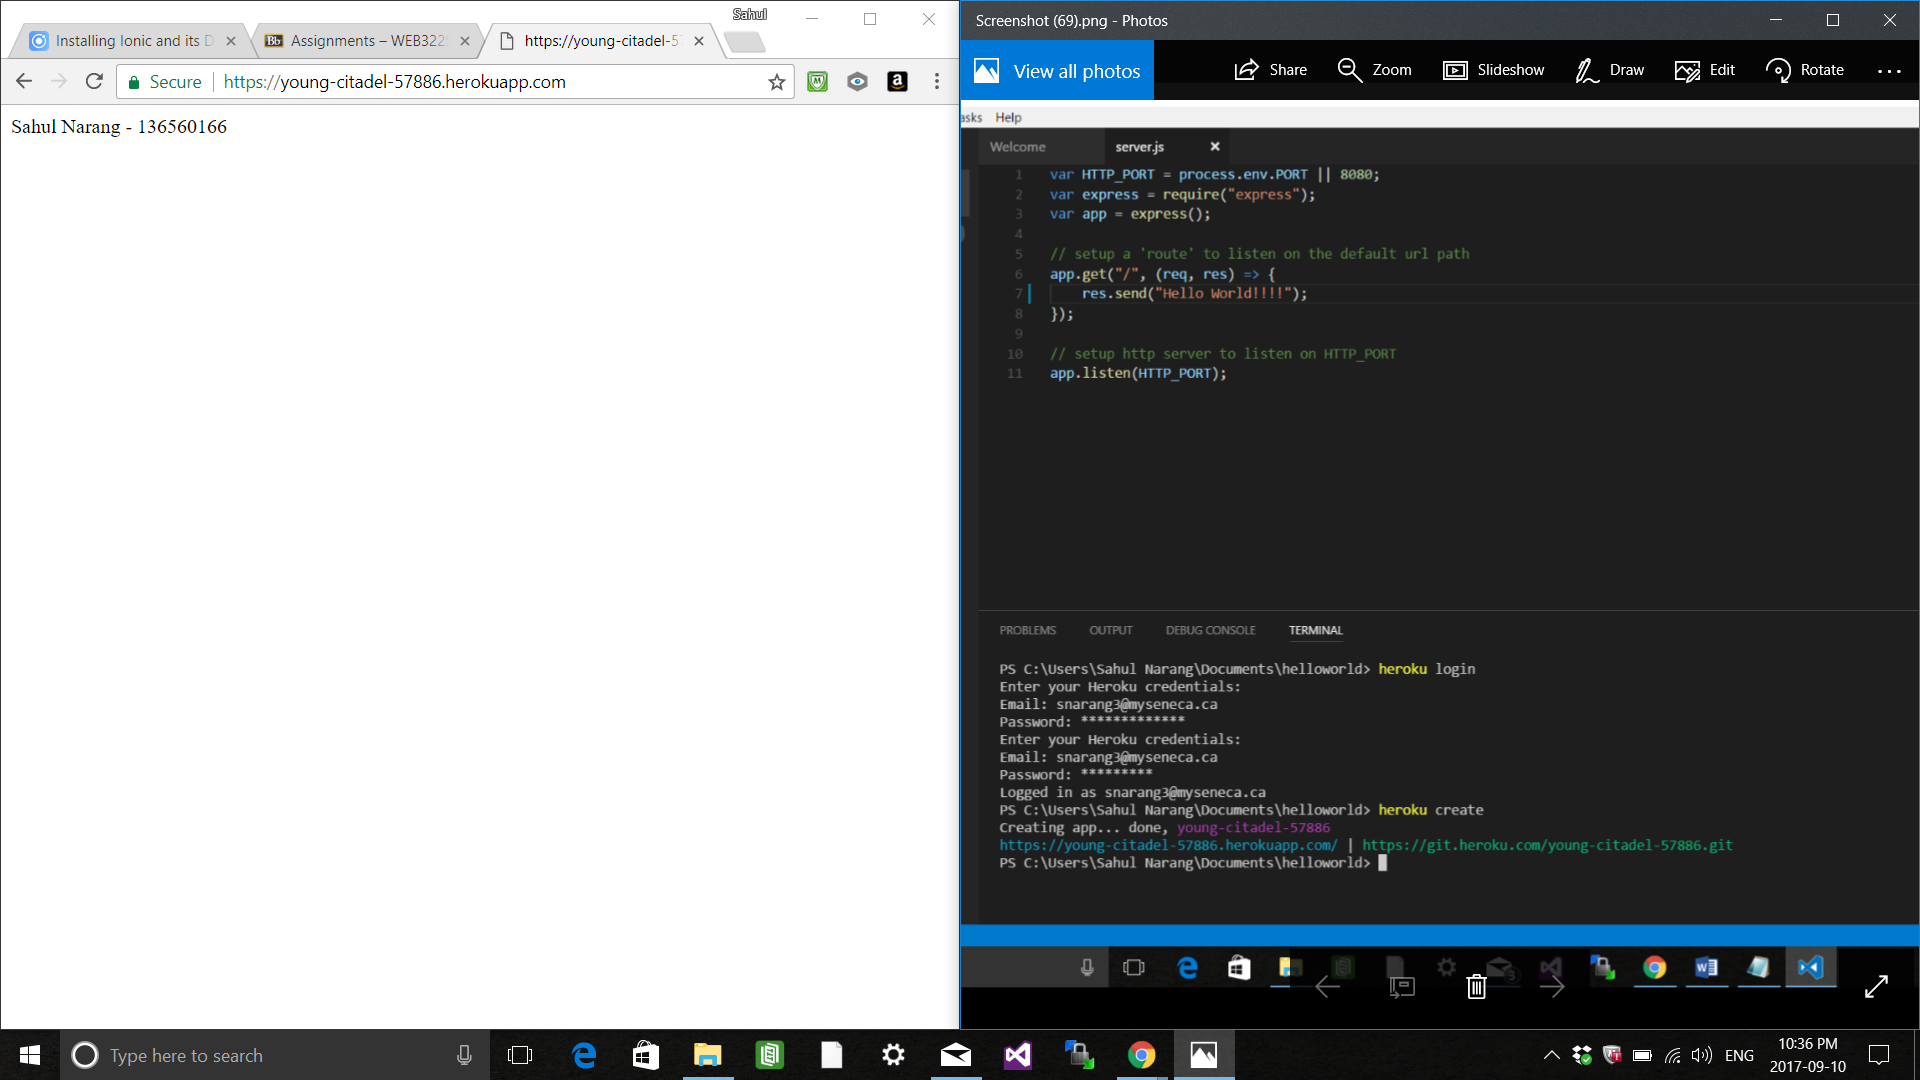 Sahul
Installing Ionic and its D
Assignments – WEB322
https://young-citadel-57
Secure
https://young-citadel-57886.herokuapp.com
Sahul Narang - 136560166
Screenshot (69).png - Photos
View all photos
Share
Zoom
Slideshow
Draw
Edit
Rotate
asks Help
Welcome
server.js
1 var HTTP_PORT = process.env.PORT || 8080;
2 var express = require("express");
3 var app = express();
4
5 // setup a 'route' to listen on the default url path
6 app.get("/", (req, res) => {
7 res.send("Hello World!!!!");
8 });
9
10 // setup http server to listen on HTTP_PORT
11 app.listen(HTTP_PORT);
PROBLEMS OUTPUT DEBUG CONSOLE TERMINAL
PS C:\Users\Sahul Narang\Documents\helloworld> heroku login
Enter your Heroku credentials:
Email: snarang3@myseneca.ca
Password: *************
Enter your Heroku credentials:
Email: snarang3@myseneca.ca
Password: *********
Logged in as snarang3@myseneca.ca
PS C:\Users\Sahul Narang\Documents\helloworld> heroku create
Creating app... done, young-citadel-57886
https://young-citadel-57886.herokuapp.com/ | https://git.heroku.com/young-citadel-57886.git
PS C:\Users\Sahul Narang\Documents\helloworld>
Type here to search
ENG
10:36 PM
2017-09-10